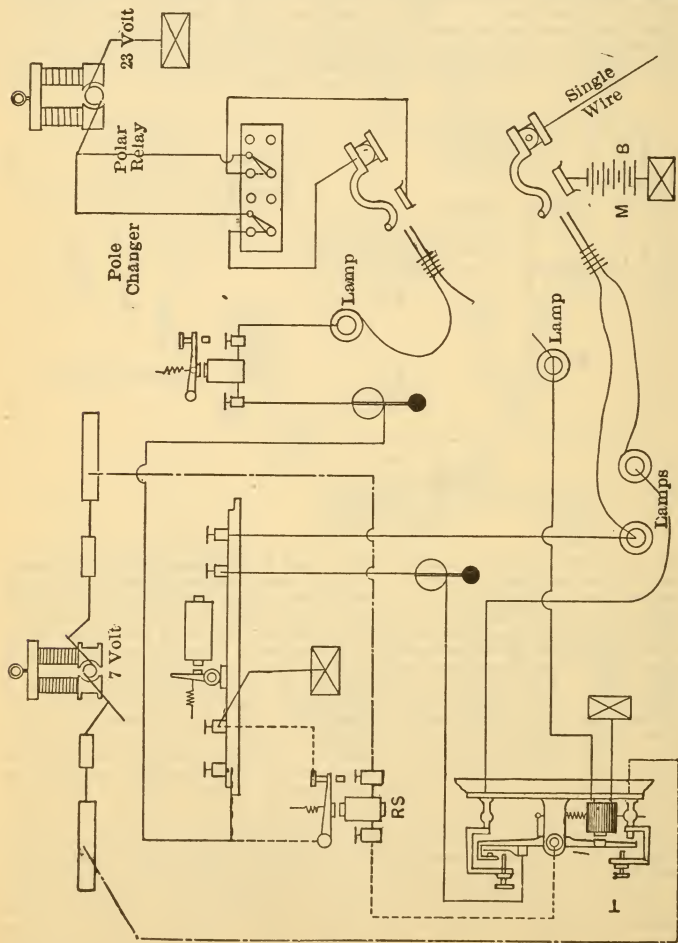 23 Volt
Polar
Relay
Pole
Changer
Single
Wire
M B
Lamp
Lamp
7 Volt
Lamps
RS
T